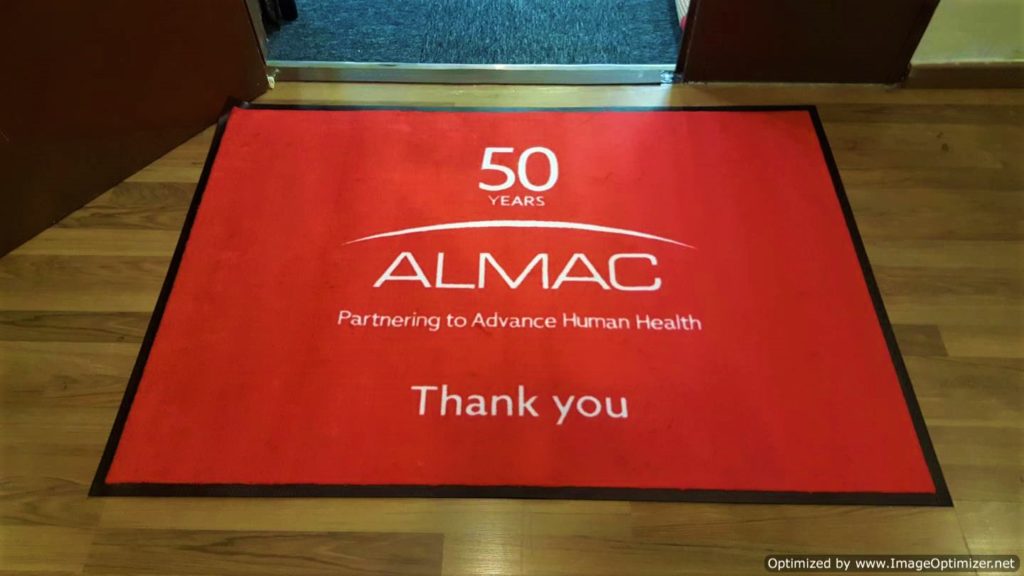 50
YEARS
ALMAC
Partnering to Advance Human Health
Thank you
Optimized by www.ImageOptimizer.net